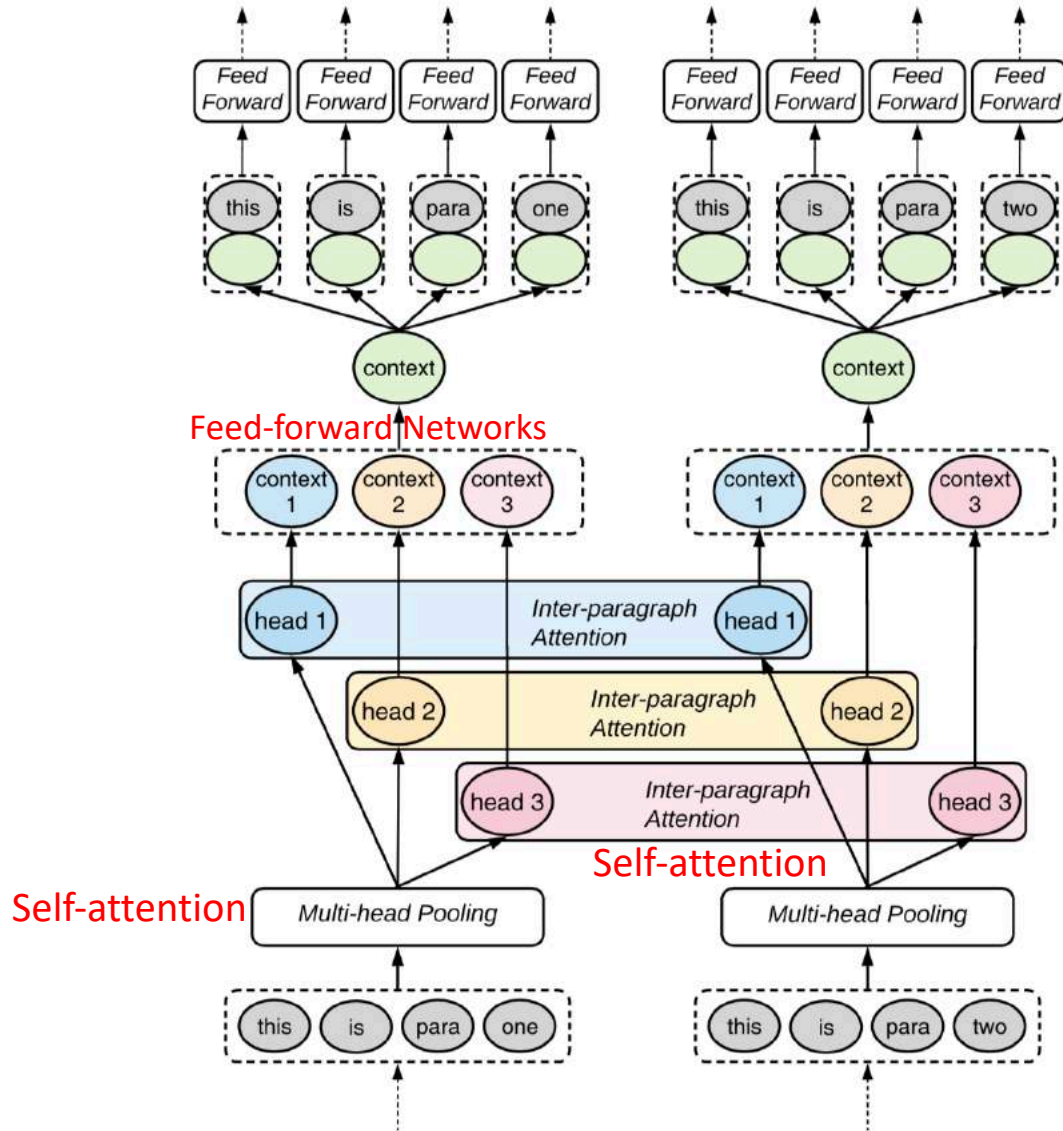 Feed Feed Feed Feed Feed Feed Feed Feed
Forward Forward Forward Forward Forward Forward Forward Forward
this is para one this is para two
context context
Feed-forward Networks
context context context context context context
1 2 3 1 2 3
head 1 Inter-paragraph Attention head 1
head 2 Inter-paragraph Attention head 2
head 3 Inter-paragraph Attention head 3
Self-attention
Self-attention Multi-head Pooling Multi-head Pooling
this is para one this is para two